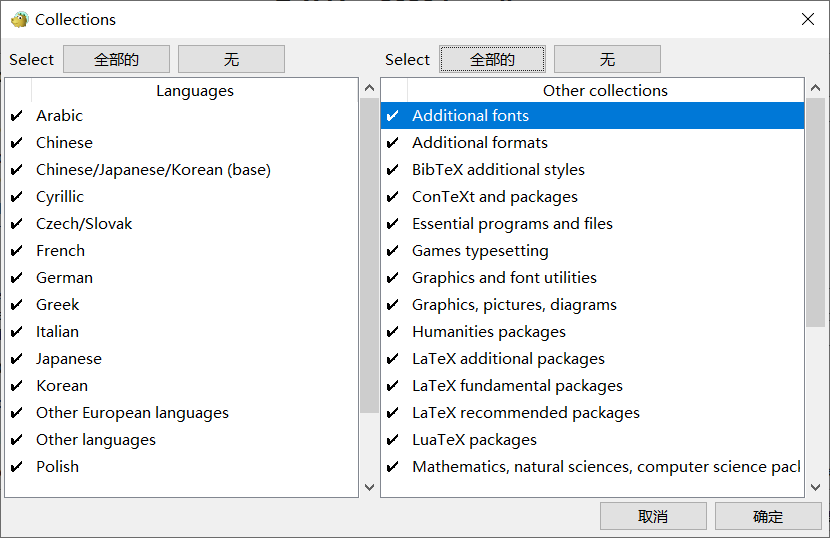 Collections
Select 全部的 无
Select 全部的 无
Languages
Arabic
Chinese
Chinese/Japanese/Korean (base)
Cyrillic
Czech/Slovak
French
German
Greek
Italian
Japanese
Korean
Other European languages
Other languages
Polish
Other collections
Additional fonts
Additional formats
BibTeX additional styles
ConTeXt and packages
Essential programs and files
Games typesetting
Graphics and font utilities
Graphics, pictures, diagrams
Humanities packages
LaTeX additional packages
LaTeX fundamental packages
LaTeX recommended packages
LuaTeX packages
Mathematics, natural sciences, computer science pacl
取消 确定